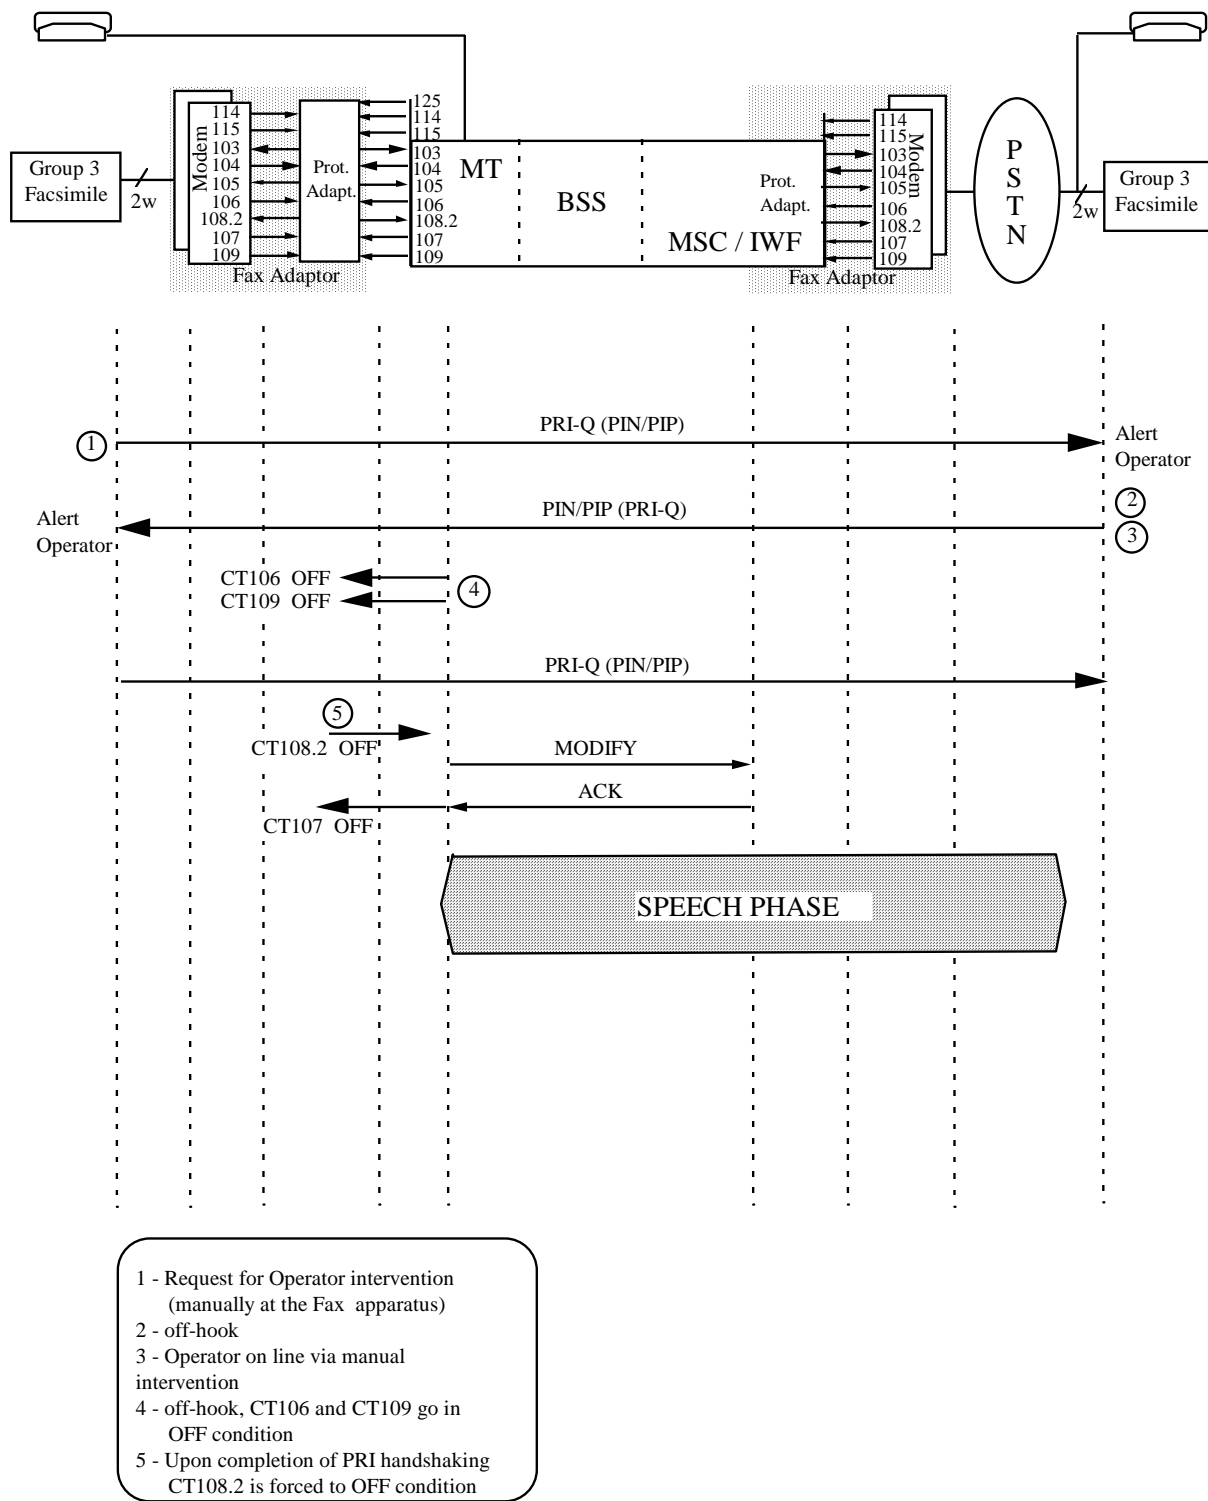 125
114
115
103
104
105
106
108.2
107
109
Modem
Prot.
Adapt.
114
115
103
104
105
106
108.2
107
109
Group 3
Facsimile
2w
Fax Adaptor
MT
BSS
MSC / IWF
Prot.
Adapt.
114
115
103
104
105
106
108.2
107
109
Modem
Fax Adaptor
P
S
T
N
2w
Group 3
Facsimile
1
PRI-Q (PIN/PIP)
Alert
Operator
2
Alert
Operator
PIN/PIP (PRI-Q)
3
CT106 OFF
CT109 OFF
4
PRI-Q (PIN/PIP)
5
CT108.2 OFF
MODIFY
ACK
CT107 OFF
SPEECH PHASE
1 - Request for Operator intervention
(manually at the Fax apparatus)
2 - off-hook
3 - Operator on line via manual
intervention
4 - off-hook, CT106 and CT109 go in
OFF condition
5 - Upon completion of PRI handshaking
CT108.2 is forced to OFF condition